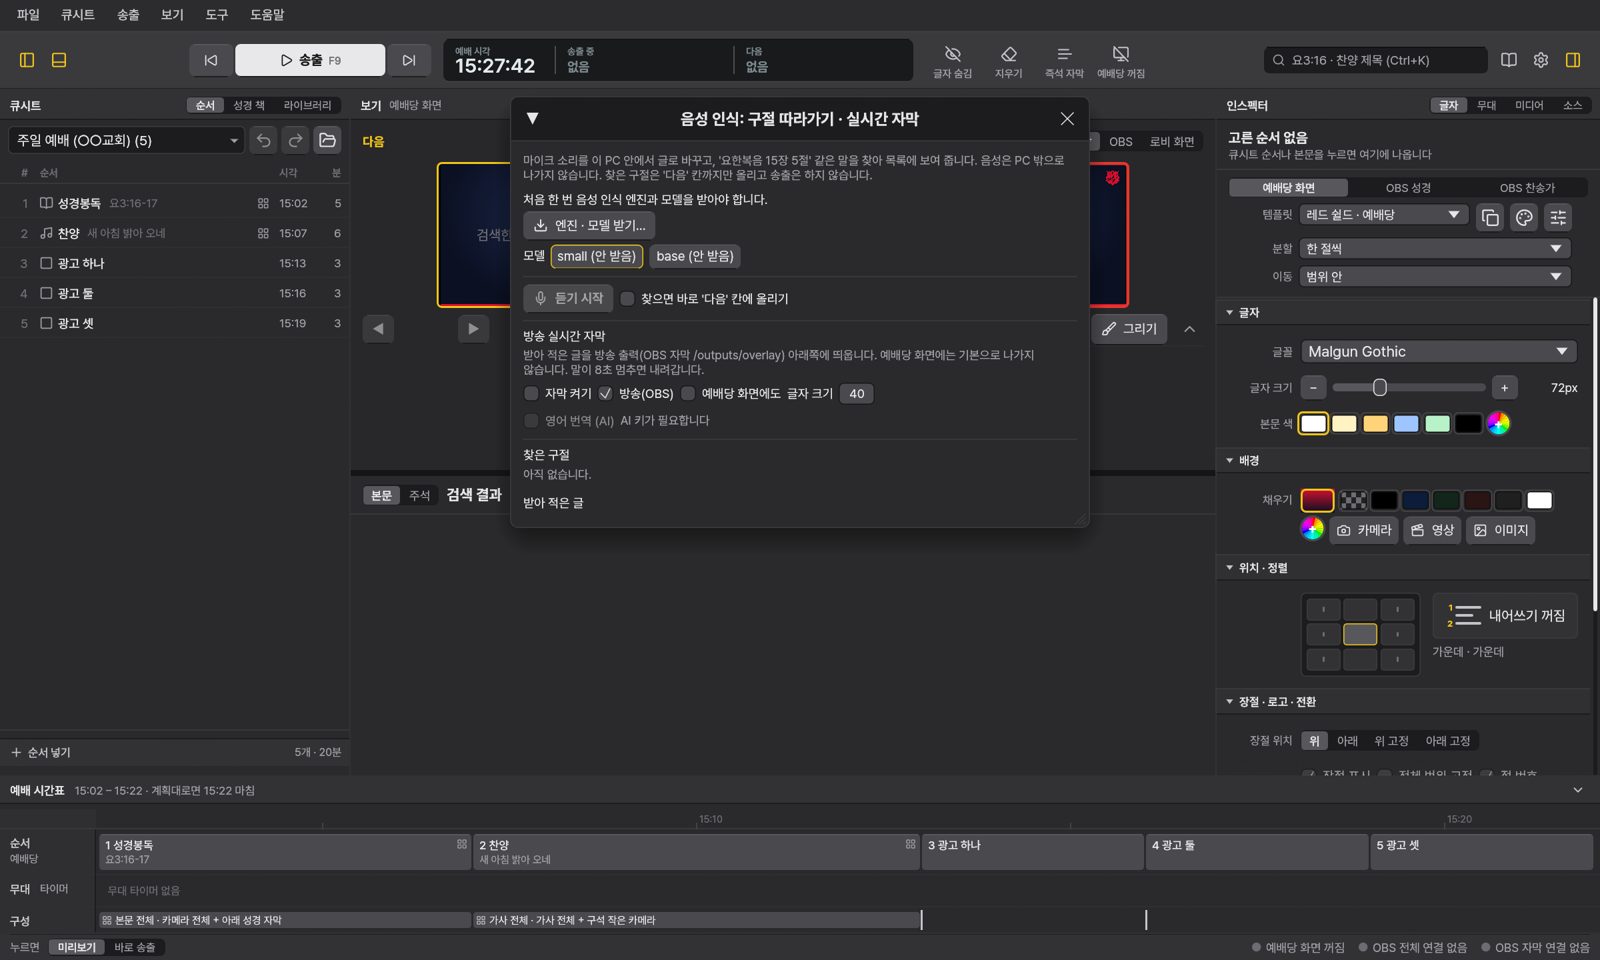 파일 큐시트 송출 보기 도구 도움말
송출 F9
예배 시각
15:27:42
송출 중
없음
다음
없음
글자 숨김 지우기 즉석 자막 예배당 꺼짐
요3:16 · 찬양 제목 (Ctrl+K)
큐시트 순서 성경 책 라이브러리
주일 예배 (○○교회) (5)
# 순서 시각 분
1 성경봉독 요3:16-17 15:02 5
2 찬양 새 아침 밝아 오네 15:07 6
3 광고 하나 15:13 3
4 광고 둘 15:16 3
5 광고 셋 15:19 3
+ 순서 넣기 5개 · 20분
보기 예배당 화면
다음
OBS 로비 화면
검색한
그리기
본문 주석 검색 결과
▼ 음성 인식: 구절 따라가기 · 실시간 자막
마이크 소리를 이 PC 안에서 글로 바꾸고, '요한복음 15장 5절' 같은 말을 찾아 목록에 보여 줍니다. 음성은 PC 밖으로
나가지 않습니다. 찾은 구절은 '다음' 칸까지만 올리고 송출은 하지 않습니다.
처음 한 번 음성 인식 엔진과 모델을 받아야 합니다.
엔진 · 모델 받기...
모델 small (안 받음) base (안 받음)
듣기 시작 찾으면 바로 '다음' 칸에 올리기
방송 실시간 자막
받아 적은 글을 방송 출력(OBS 자막 /outputs/overlay) 아래쪽에 띄웁니다. 예배당 화면에는 기본으로 나가지
않습니다. 말이 8초 멈추면 내려갑니다.
자막 켜기 방송(OBS) 예배당 화면에도 글자 크기 40
영어 번역 (AI) AI 키가 필요합니다
찾은 구절
아직 없습니다.
받아 적은 글
인스펙터 글자 무대 미디어 소스
고른 순서 없음
큐시트 순서나 본문을 누르면 여기에 나옵니다
예배당 화면 OBS 성경 OBS 찬송가
템플릿 레드 쉴드 · 예배당
분할 한 절씩
이동 범위 안
글자
글꼴 Malgun Gothic
글자 크기 − + 72px
본문 색
배경
채우기
카메라 영상 이미지
위치 · 정렬
1
2
내어쓰기 꺼짐
가운데 · 가운데
장절 · 로고 · 전환
장절 위치 위 아래 위 고정 아래 고정
예배 시간표 15:02 – 15:22 · 계획대로면 15:22 마침
15:10 15:20
순서
예배당
1 성경봉독
요3:16-17
2 찬양
새 아침 밝아 오네
3 광고 하나
4 광고 둘
5 광고 셋
무대 타이머 무대 타이머 없음
구성 본문 전체 · 카메라 전체 + 아래 성경 자막 가사 전체 · 가사 전체 + 구석 작은 카메라
누르면 미리보기 바로 송출
예배당 화면 꺼짐 OBS 전체 연결 없음 OBS 자막 연결 없음